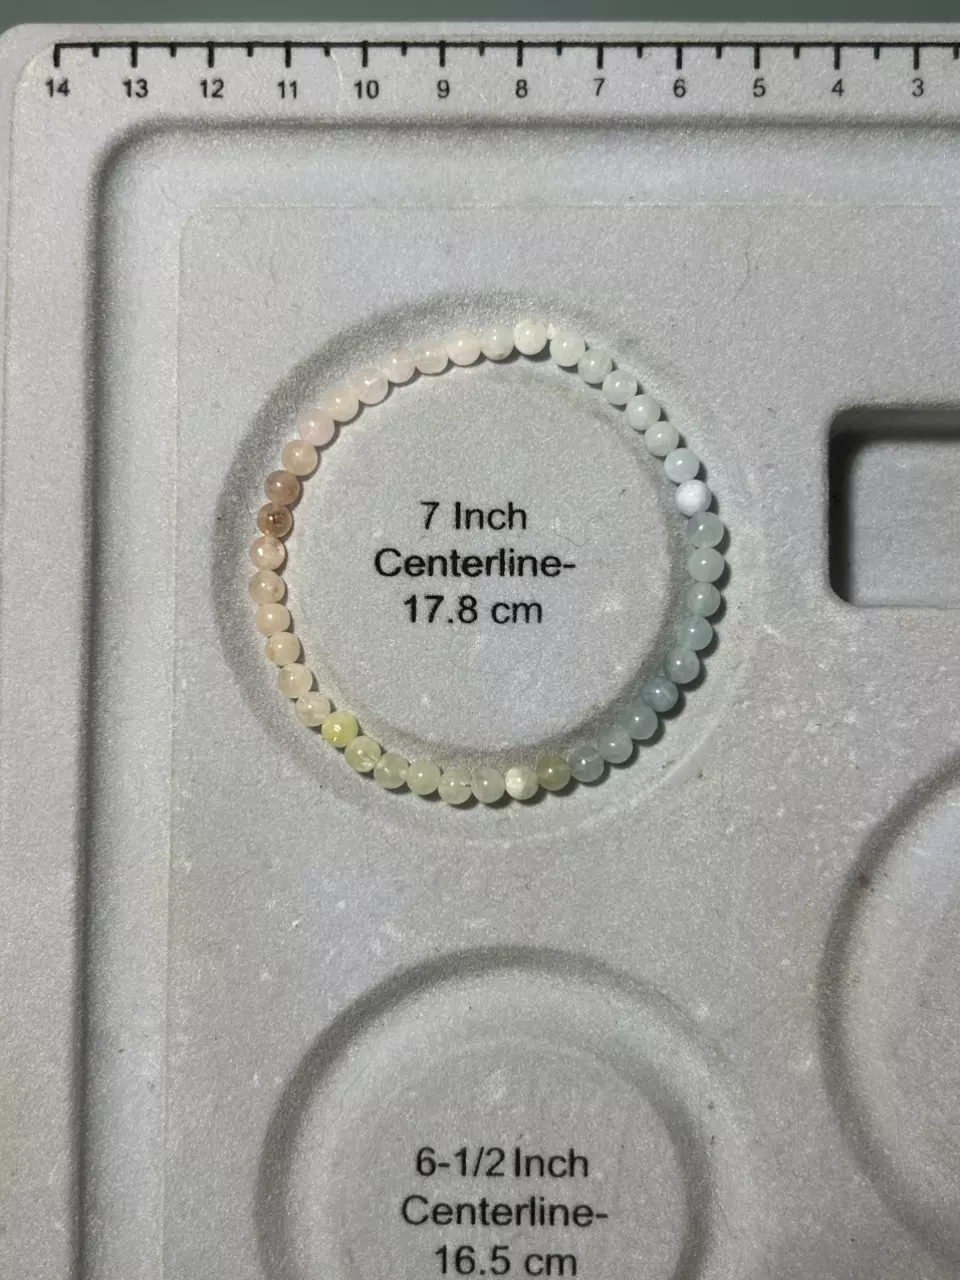 14 13 12 11 10 9 8 7 6 5 4 3
7 Inch
Centerline-
17.8 cm
6-1/2 Inch
Centerline-
16.5 cm